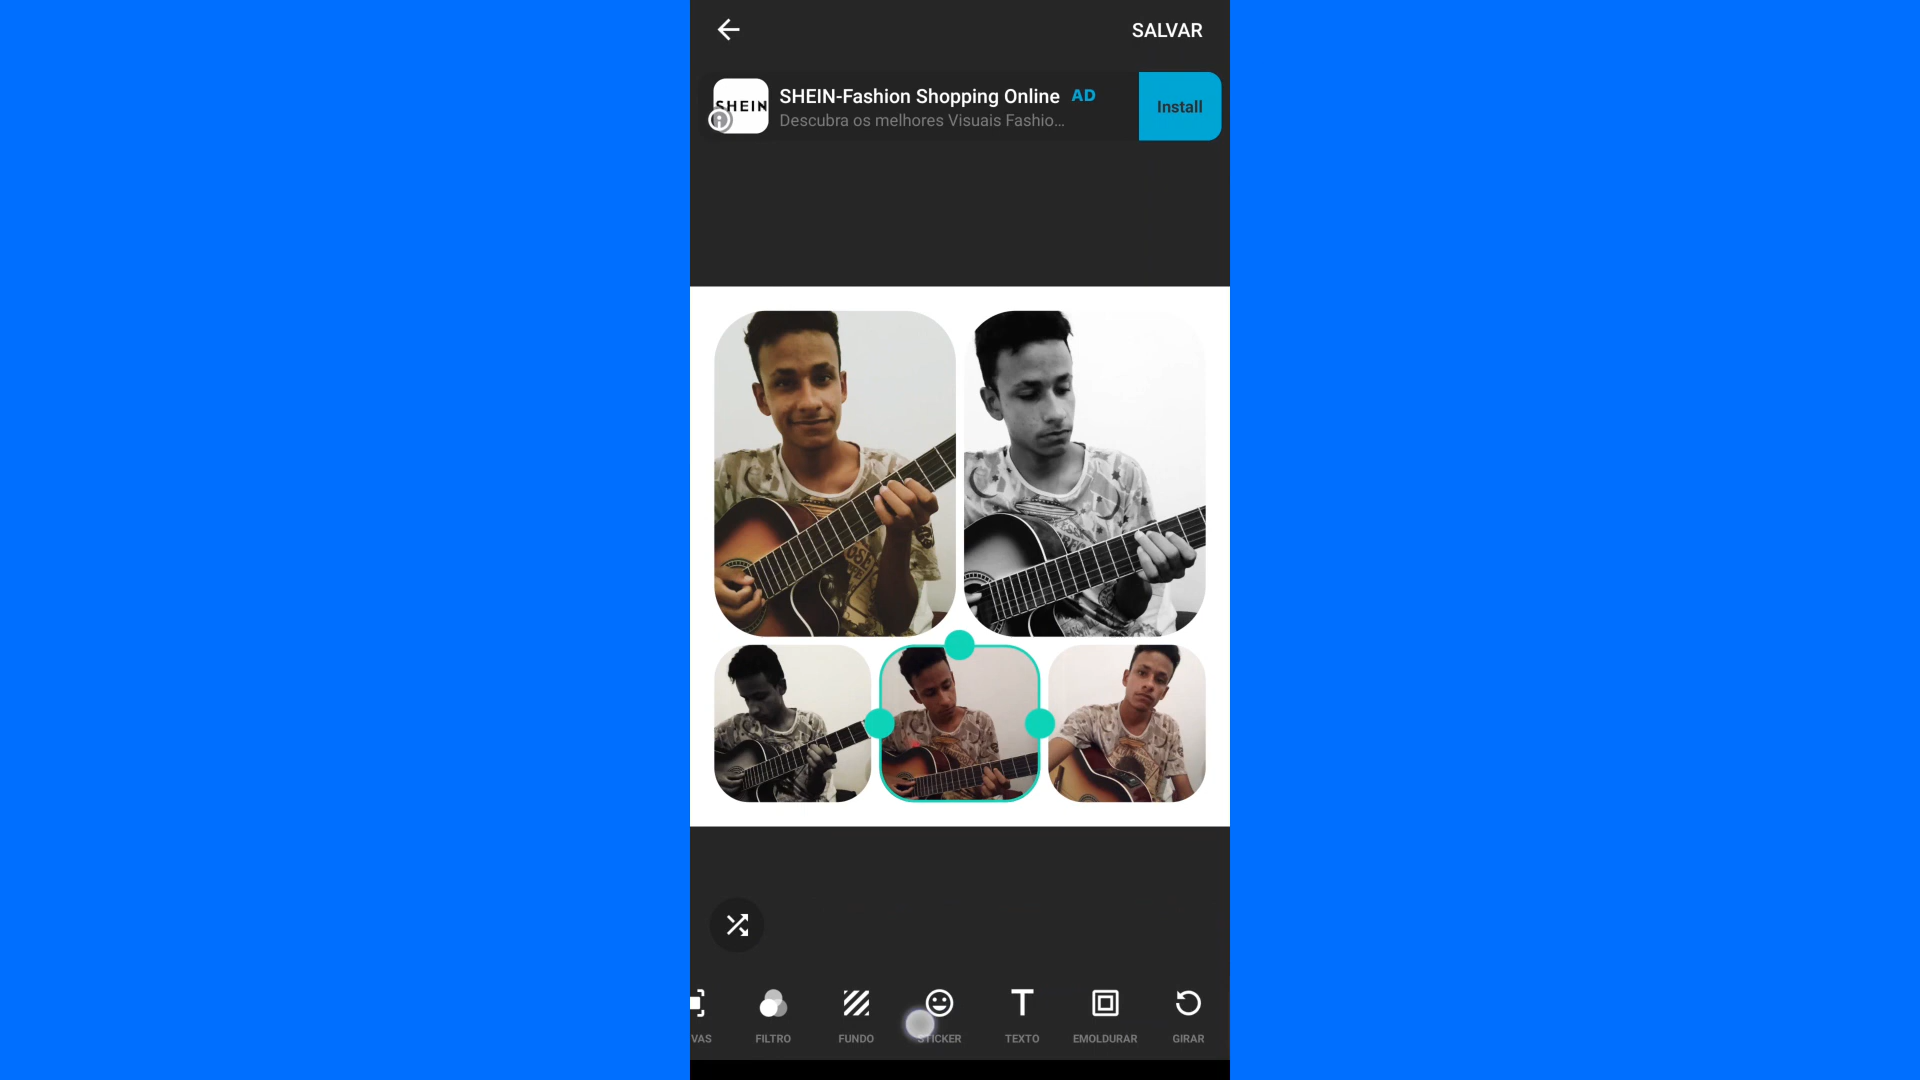 SALVAR
SHEIN
SHEIN-Fashion Shopping Online AD
Descubra os melhores Visuais Fashio...
Install
VAS FILTRO FUNDO STICKER TEXTO EMOLDURAR GIRAR